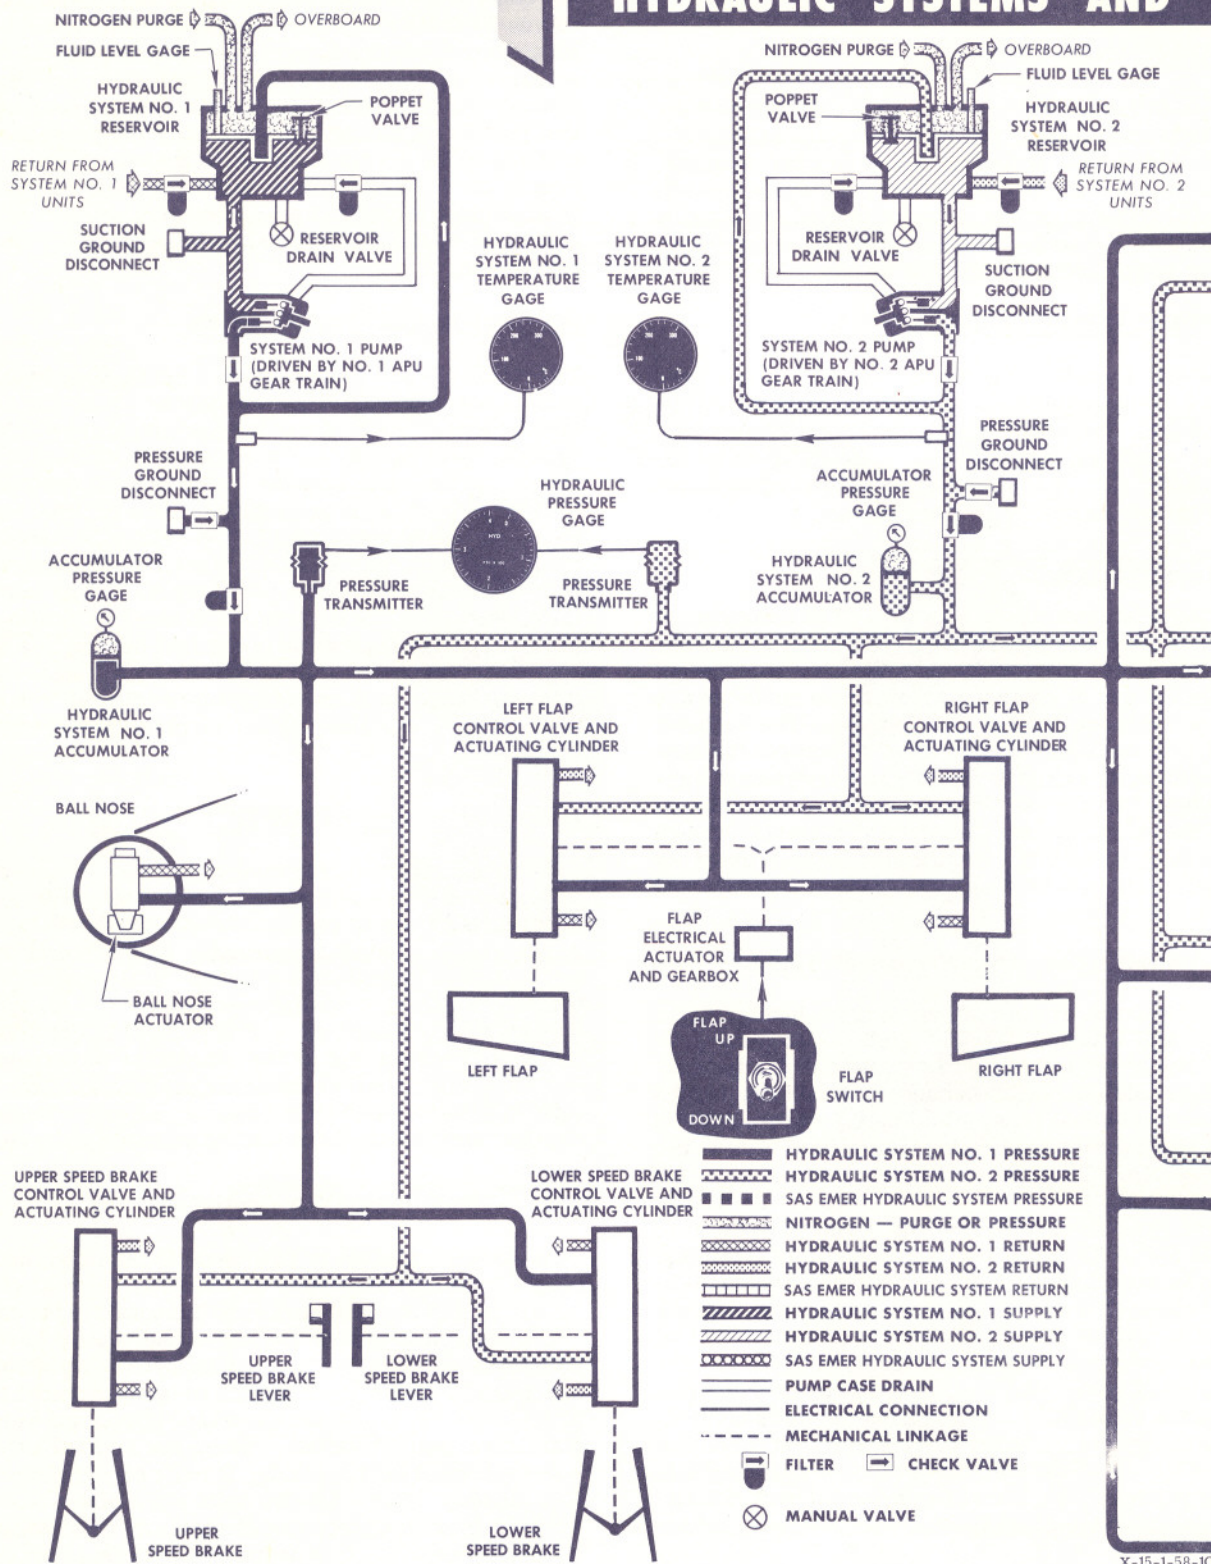 HYDRAULIC SYSTEMS AND
NITROGEN PURGE
OVERBOARD
FLUID LEVEL GAGE
HYDRAULIC
SYSTEM NO. 1
RESERVOIR
POPPET
VALVE
RETURN FROM
SYSTEM NO. 1
UNITS
SUCTION
GROUND
DISCONNECT
RESERVOIR
DRAIN VALVE
SYSTEM NO. 1 PUMP
(DRIVEN BY NO. 1 APU
GEAR TRAIN)
NITROGEN PURGE
OVERBOARD
FLUID LEVEL GAGE
POPPET
VALVE
HYDRAULIC
SYSTEM NO. 2
RESERVOIR
RETURN FROM
SYSTEM NO. 2
UNITS
RESERVOIR
DRAIN VALVE
SUCTION
GROUND
DISCONNECT
SYSTEM NO. 2 PUMP
(DRIVEN BY NO. 2 APU
GEAR TRAIN)
HYDRAULIC
SYSTEM NO. 1
TEMPERATURE
GAGE
HYDRAULIC
SYSTEM NO. 2
TEMPERATURE
GAGE
PRESSURE
GROUND
DISCONNECT
HYDRAULIC
PRESSURE
GAGE
HYD
ACCUMULATOR
PRESSURE
GAGE
PRESSURE
GROUND
DISCONNECT
ACCUMULATOR
PRESSURE
GAGE
PRESSURE
TRANSMITTER
PRESSURE
TRANSMITTER
HYDRAULIC
SYSTEM NO. 2
ACCUMULATOR
HYDRAULIC
SYSTEM NO. 1
ACCUMULATOR
LEFT FLAP
CONTROL VALVE AND
ACTUATING CYLINDER
RIGHT FLAP
CONTROL VALVE AND
ACTUATING CYLINDER
BALL NOSE
BALL NOSE
ACTUATOR
FLAP
ELECTRICAL
ACTUATOR
AND GEARBOX
LEFT FLAP
RIGHT FLAP
FLAP
UP
DOWN
FLAP
SWITCH
UPPER SPEED BRAKE
CONTROL VALVE AND
ACTUATING CYLINDER
LOWER SPEED BRAKE
CONTROL VALVE AND
ACTUATING CYLINDER
UPPER
SPEED BRAKE
LEVER
LOWER
SPEED BRAKE
LEVER
UPPER
SPEED BRAKE
LOWER
SPEED BRAKE
HYDRAULIC SYSTEM NO. 1 PRESSURE
HYDRAULIC SYSTEM NO. 2 PRESSURE
SAS EMER HYDRAULIC SYSTEM PRESSURE
NITROGEN — PURGE OR PRESSURE
HYDRAULIC SYSTEM NO. 1 RETURN
HYDRAULIC SYSTEM NO. 2 RETURN
SAS EMER HYDRAULIC SYSTEM RETURN
HYDRAULIC SYSTEM NO. 1 SUPPLY
HYDRAULIC SYSTEM NO. 2 SUPPLY
SAS EMER HYDRAULIC SYSTEM SUPPLY
PUMP CASE DRAIN
ELECTRICAL CONNECTION
MECHANICAL LINKAGE
FILTER
CHECK VALVE
MANUAL VALVE